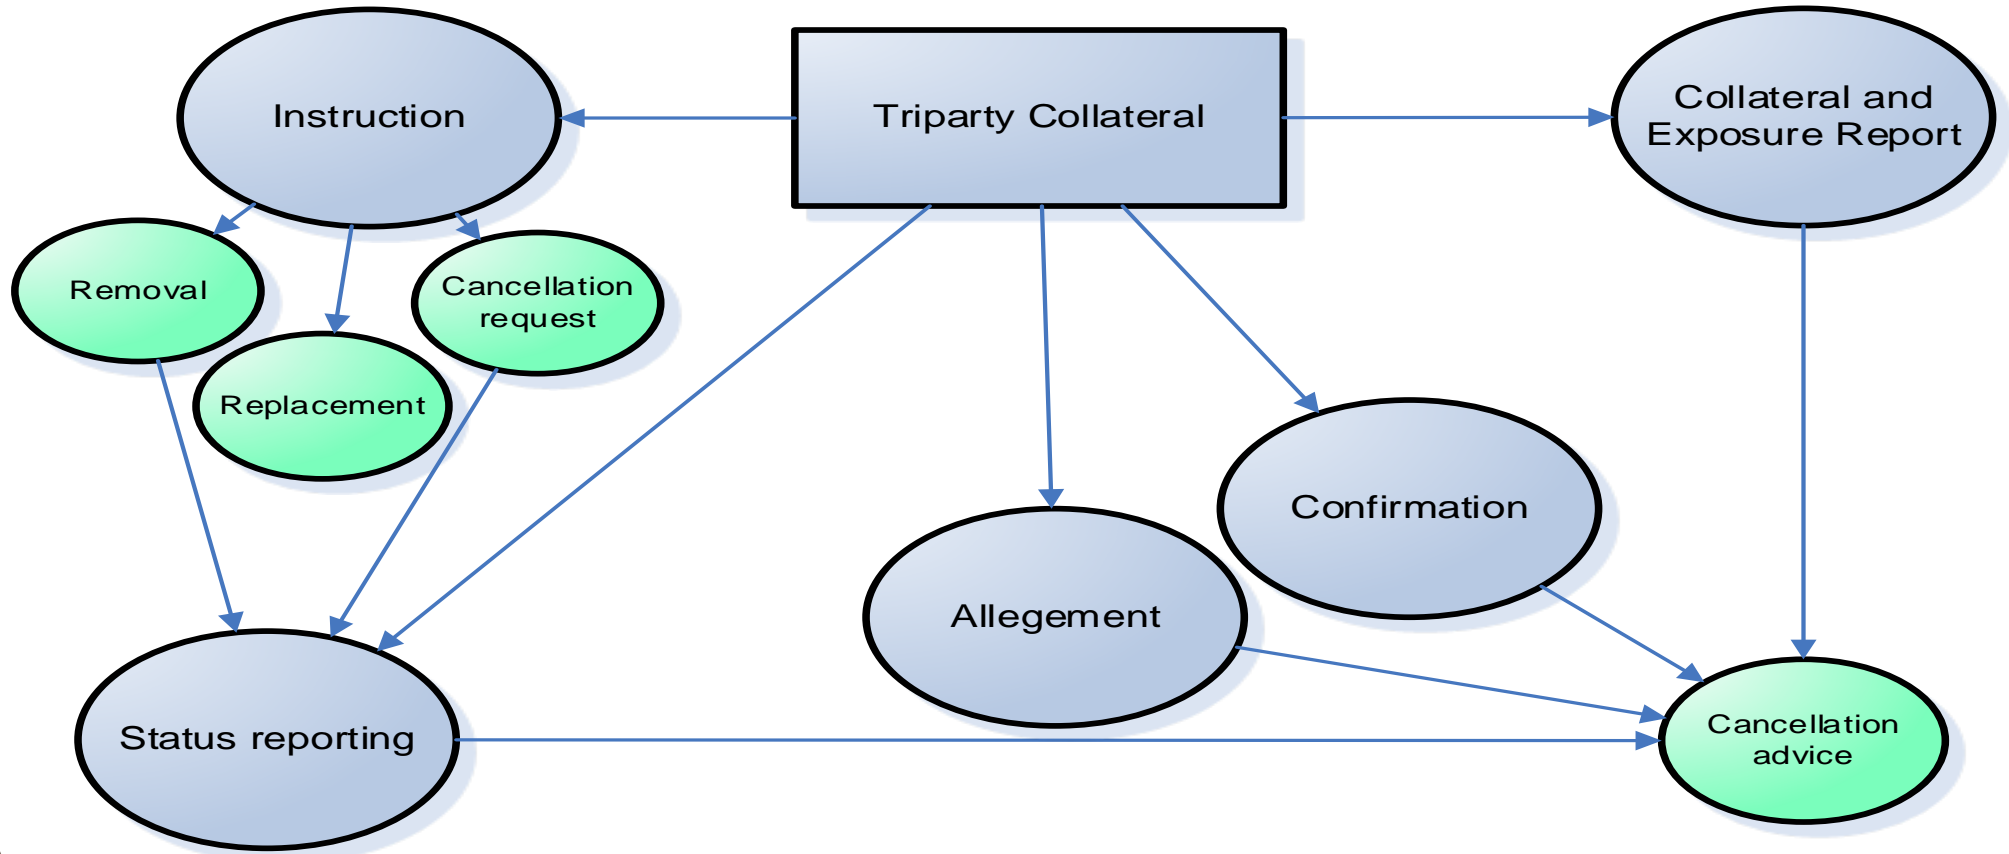 Instruction
Triparty Collateral
Collateral and
Exposure Report
Removal
Cancellation
request
Replacement
Confirmation
Allegement
Status reporting
Cancellation
advice